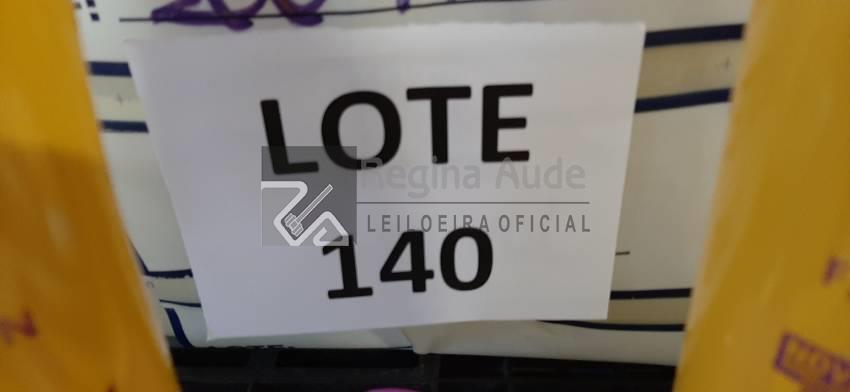 LOTE
Regina Aude
LEILOEIRA OFICIAL
140